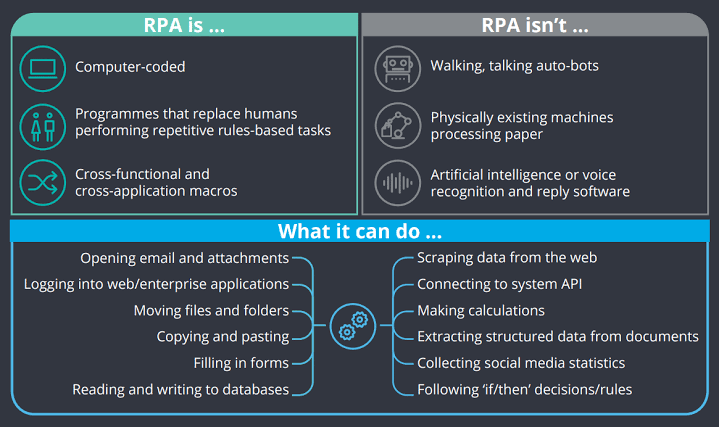 RPA is ...
Computer-coded
Programmes that replace humans
performing repetitive rules-based tasks
Cross-functional and
cross-application macros
RPA isn’t ...
Walking, talking auto-bots
Physically existing machines
processing paper
Artificial intelligence or voice
recognition and reply software
What it can do ...
Opening email and attachments
Logging into web/enterprise applications
Moving files and folders
Copying and pasting
Filling in forms
Reading and writing to databases
Scraping data from the web
Connecting to system API
Making calculations
Extracting structured data from documents
Collecting social media statistics
Following ‘if/then’ decisions/rules